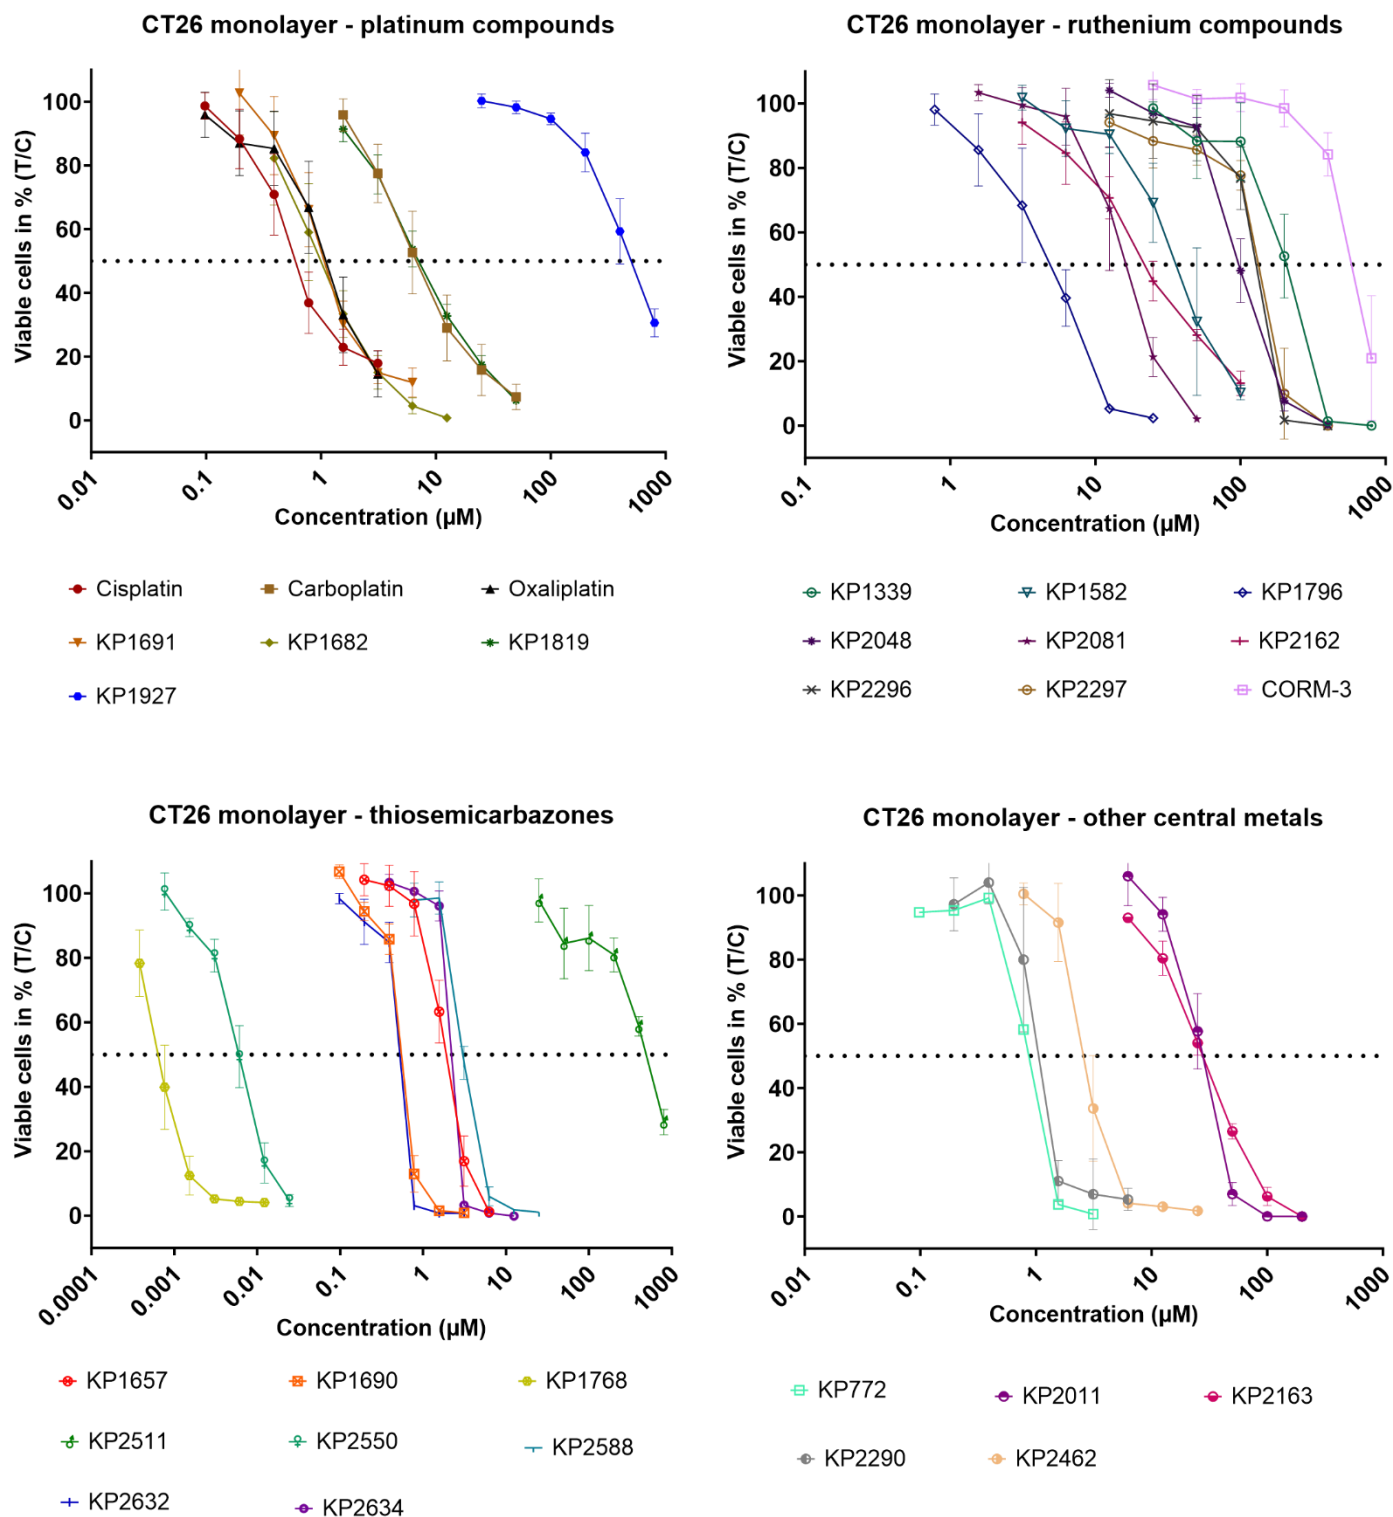 CT26 monolayer - platinum compounds
Viable cells in % (T/C)
100
80
60
40
20
0
0.01 0.1 1 10 100 1000
Concentration (µM)
Cisplatin Carboplatin Oxaliplatin
KP1691 KP1682 KP1819
KP1927
CT26 monolayer - ruthenium compounds
Viable cells in % (T/C)
100
80
60
40
20
0
0.1 1 10 100 1000
Concentration (µM)
KP1339 KP1582 KP1796
KP2048 KP2081 KP2162
KP2296 KP2297 CORM-3
CT26 monolayer - thiosemicarbazones
Viable cells in % (T/C)
100
80
60
40
20
0
0.0001 0.001 0.01 0.1 1 10 100 1000
Concentration (µM)
KP1657 KP1690 KP1768
KP2511 KP2550 KP2588
KP2632 KP2634
CT26 monolayer - other central metals
Viable cells in % (T/C)
100
80
60
40
20
0
0.01 0.1 1 10 100 1000
Concentration (µM)
KP772 KP2011 KP2163
KP2290 KP2462